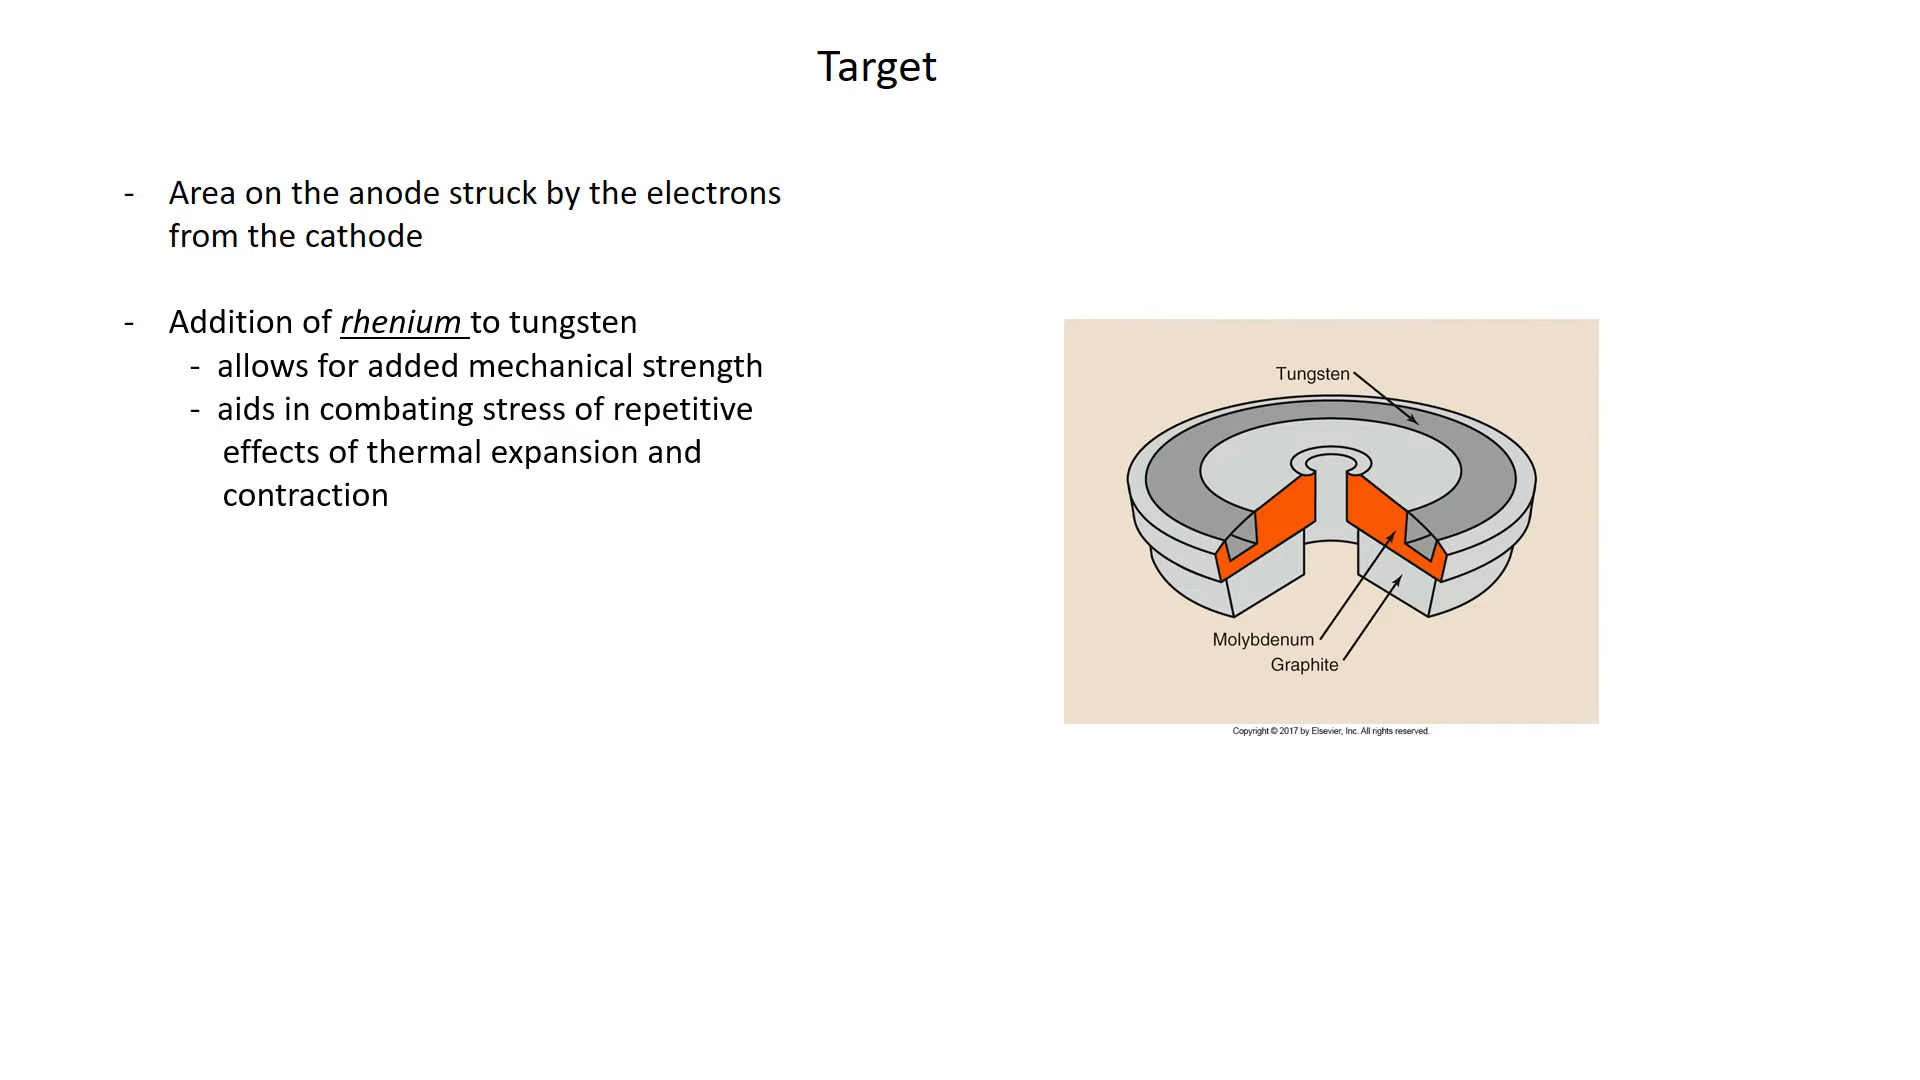 Target
- Area on the anode struck by the electrons
from the cathode
- Addition of rhenium to tungsten
- allows for added mechanical strength
- aids in combating stress of repetitive
effects of thermal expansion and
contraction
Tungsten
Molybdenum
Graphite
Copyright © 2017 by Elsevier, Inc. All rights reserved.